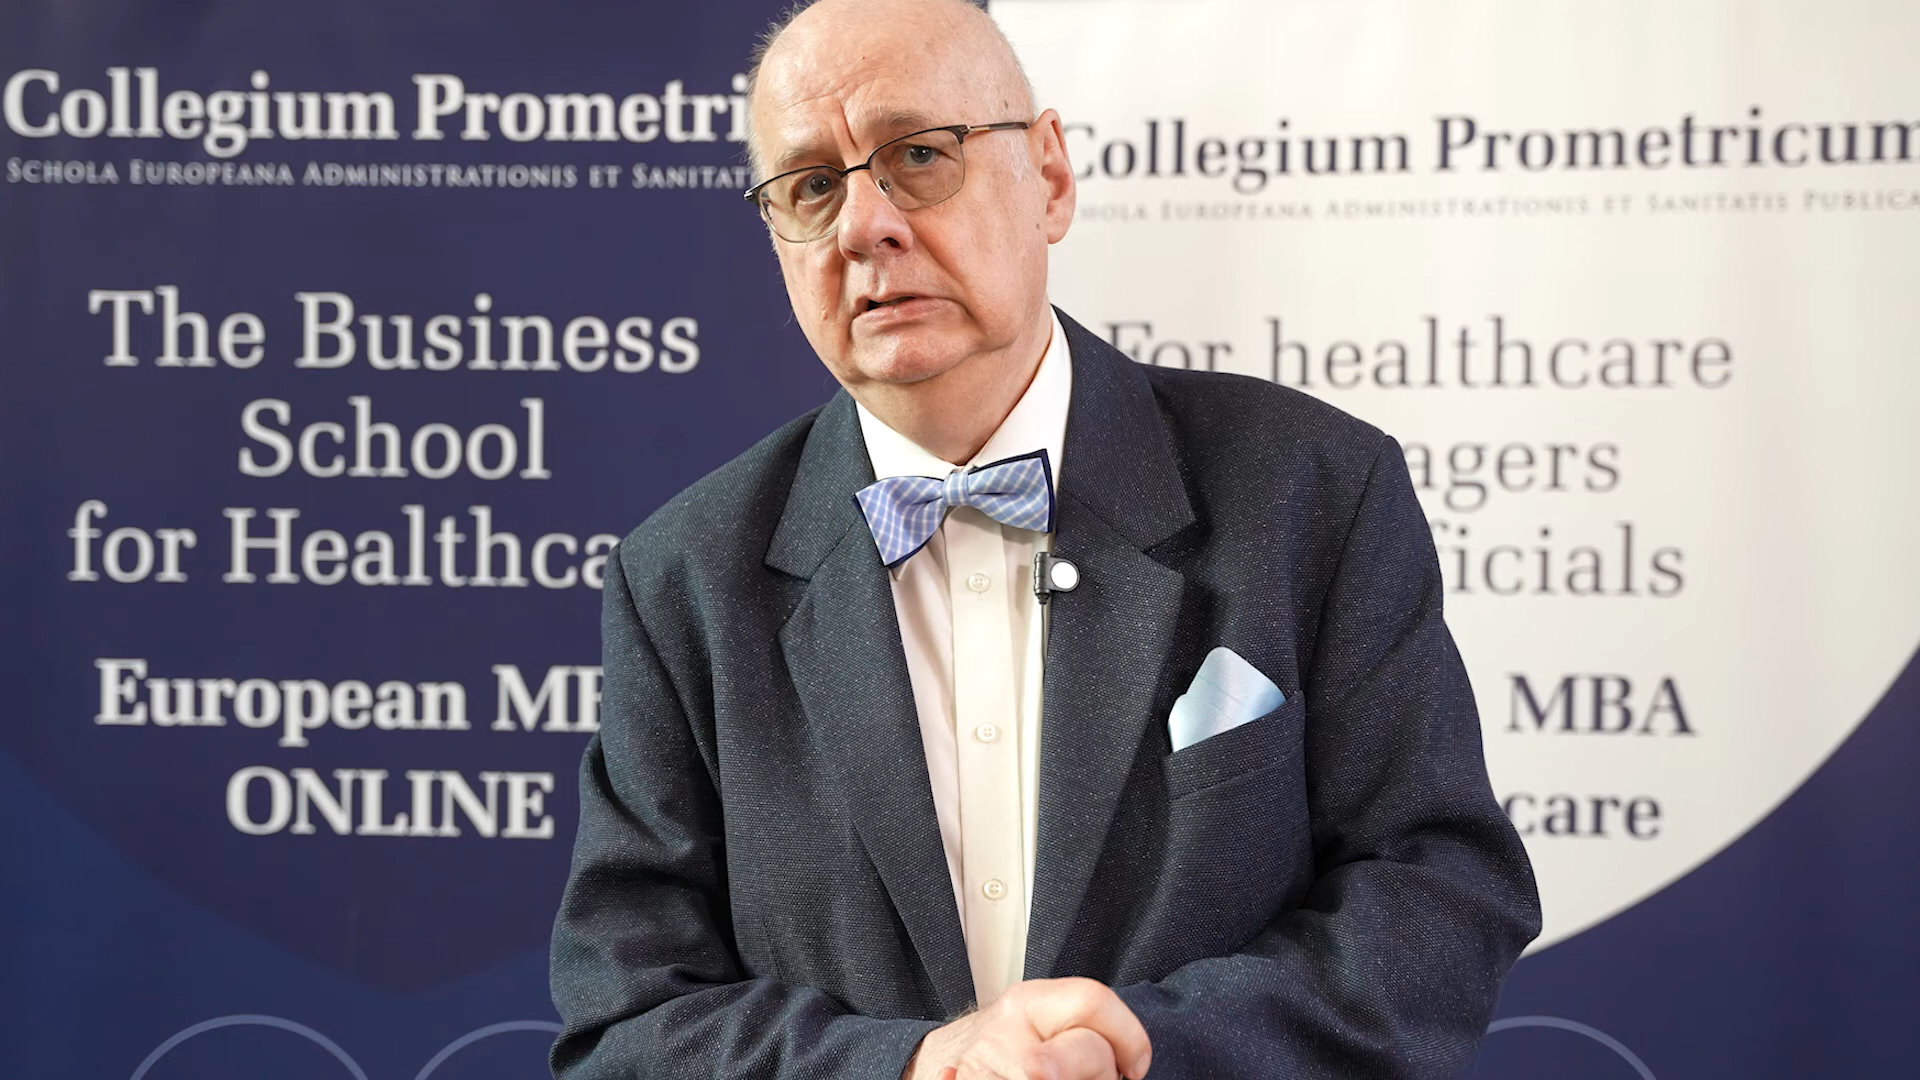 Collegium Prometri
SCHOLA EUROPEANA ADMINISTRATIONIS ET SANITAT
The Business
School
for Healthca
European MB
ONLINE
Collegium Prometricum
SCHOLA EUROPEANA ADMINISTRATIONIS ET SANITATIS PUBLICA
For healthcare
agers
ficials
MBA
care